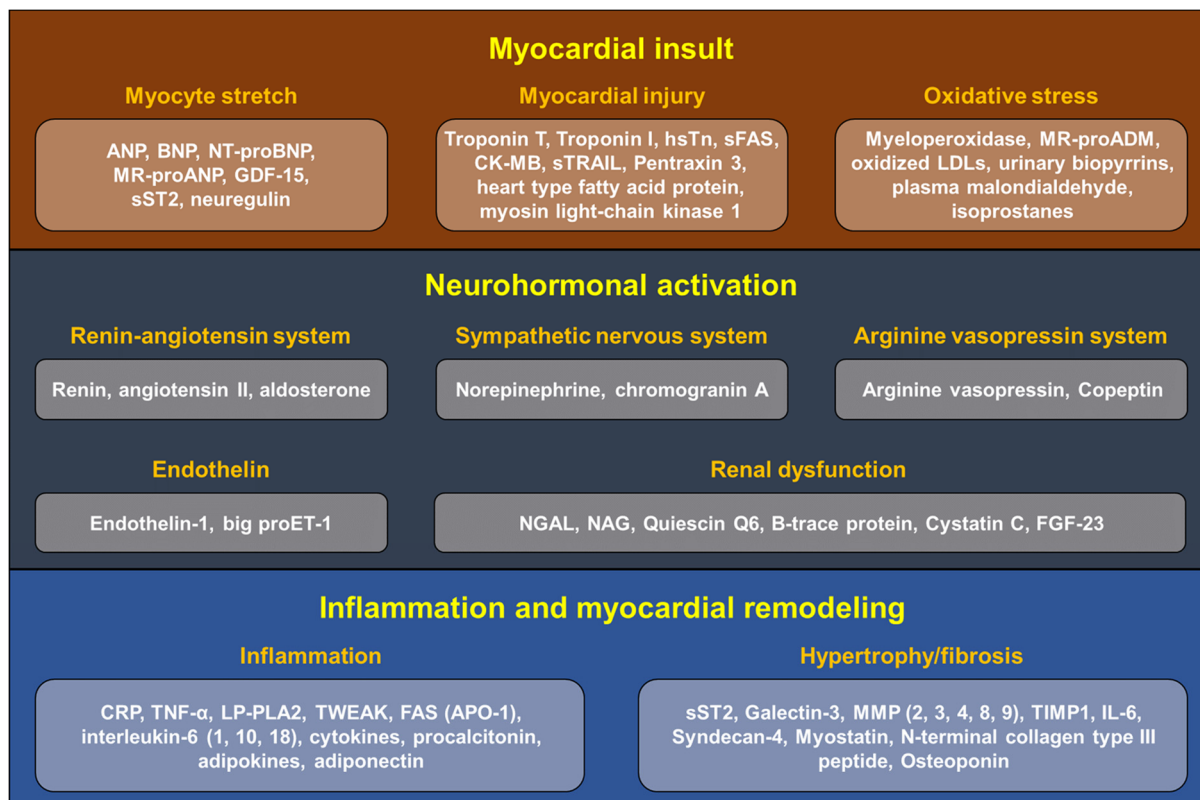 Myocardial insult
Myocyte stretch
ANP, BNP, NT-proBNP,
MR-proANP, GDF-15,
sST2, neuregulin
Myocardial injury
Troponin T, Troponin I, hsTn, sFAS,
CK-MB, sTRAIL, Pentraxin 3,
heart type fatty acid protein,
myosin light-chain kinase 1
Oxidative stress
Myeloperoxidase, MR-proADM,
oxidized LDLs, urinary biopyrrins,
plasma malondialdehyde,
isoprostanes
Neurohormonal activation
Renin-angiotensin system
Renin, angiotensin II, aldosterone
Sympathetic nervous system
Norepinephrine, chromogranin A
Arginine vasopressin system
Arginine vasopressin, Copeptin
Endothelin
Endothelin-1, big proET-1
Renal dysfunction
NGAL, NAG, Quiescin Q6, B-trace protein, Cystatin C, FGF-23
Inflammation and myocardial remodeling
Inflammation
CRP, TNF-α, LP-PLA2, TWEAK, FAS (APO-1),
interleukin-6 (1, 10, 18), cytokines, procalcitonin,
adipokines, adiponectin
Hypertrophy/fibrosis
sST2, Galectin-3, MMP (2, 3, 4, 8, 9), TIMP1, IL-6,
Syndecan-4, Myostatin, N-terminal collagen type III
peptide, Osteoponin